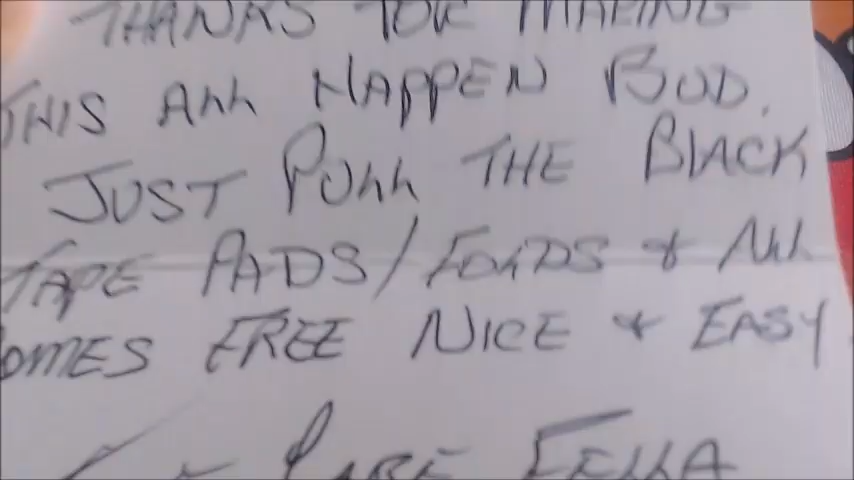 THANKS FOR MAKING
THIS ALL HAPPEN BUD.
JUST PULL THE BLACK
TAPE PADS/FOLDS & ALL
COMES FREE NICE & EASY.
CARE FELLA